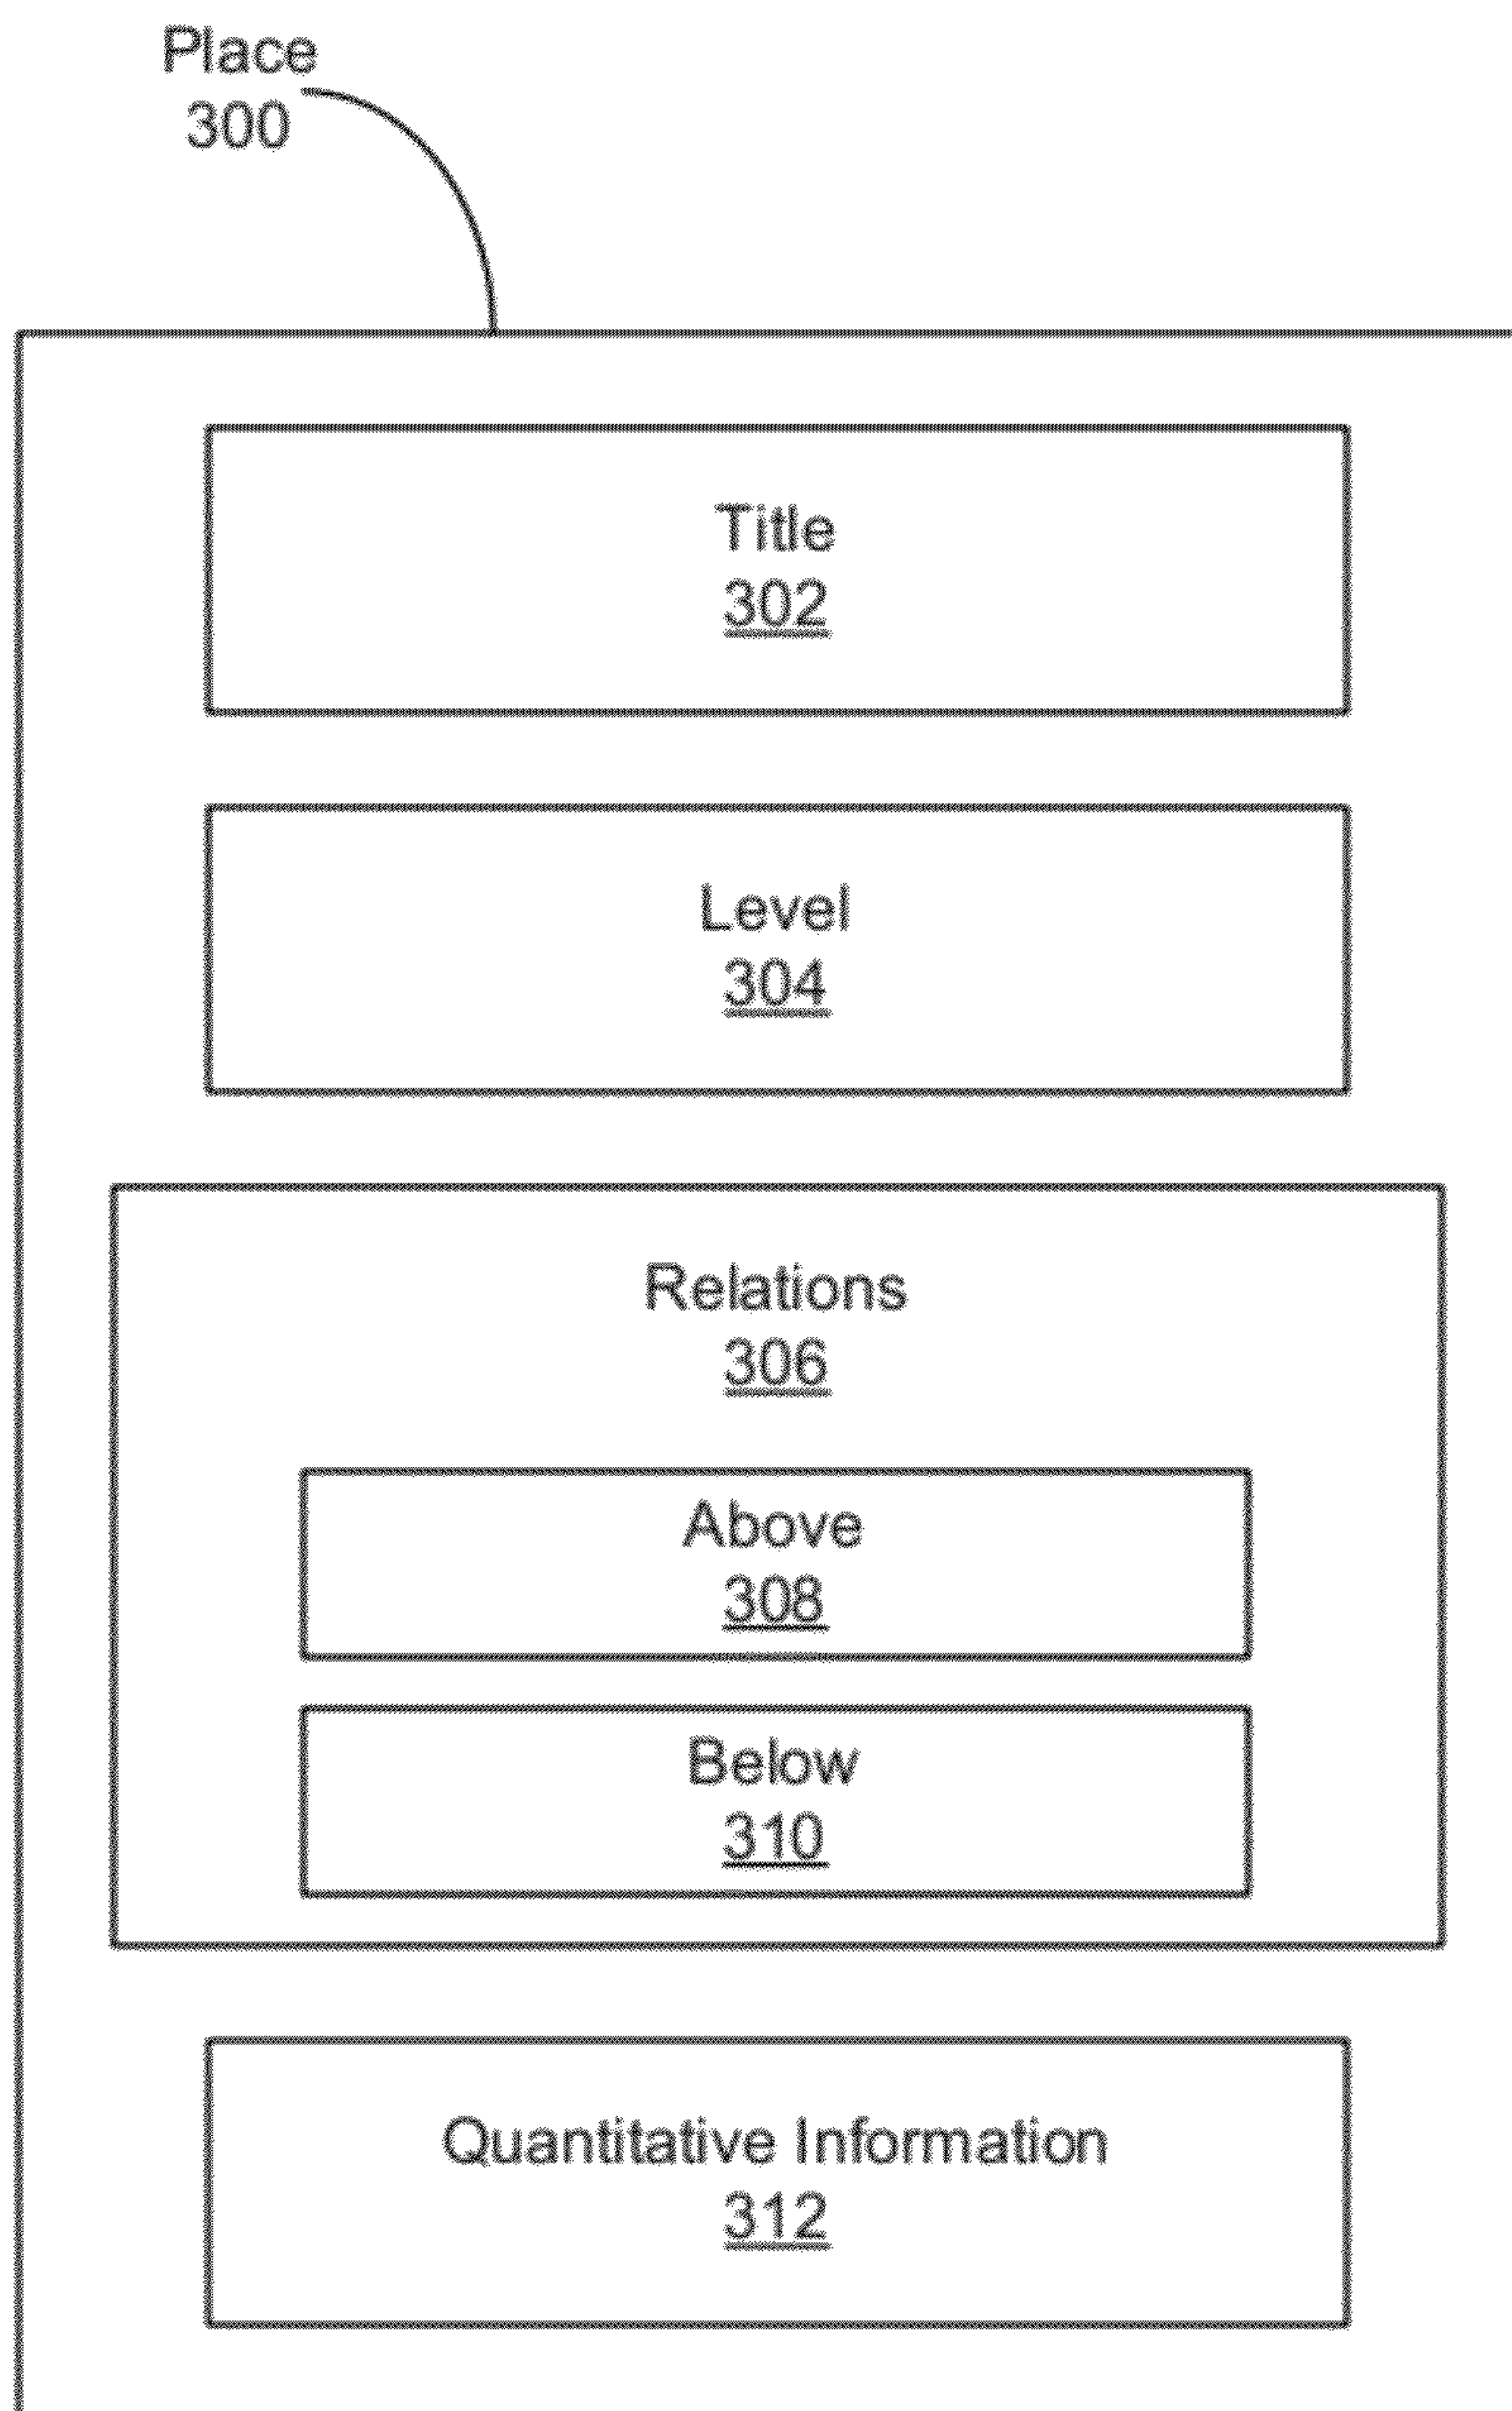 Place
300
Title
302
Level
304
Relations
306
Above
308
Below
310
Quantitative Information
312